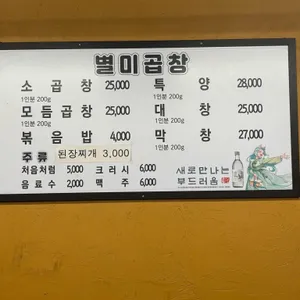 별미곱창
소 곱 창 25,000 특 양 28,000
1인분 200g 1인분 200g
모듬곱창 25,000 대 창 25,000
1인분 200g 1인분 200g
볶 음 밥 4,000 막 창 27,000
주 류 된장찌개 3,000 1인분 200g
처음처럼 5,000 크 러 시 6,000
음 료 수 2,000 맥 주 6,000
새로 만나는
부드러움